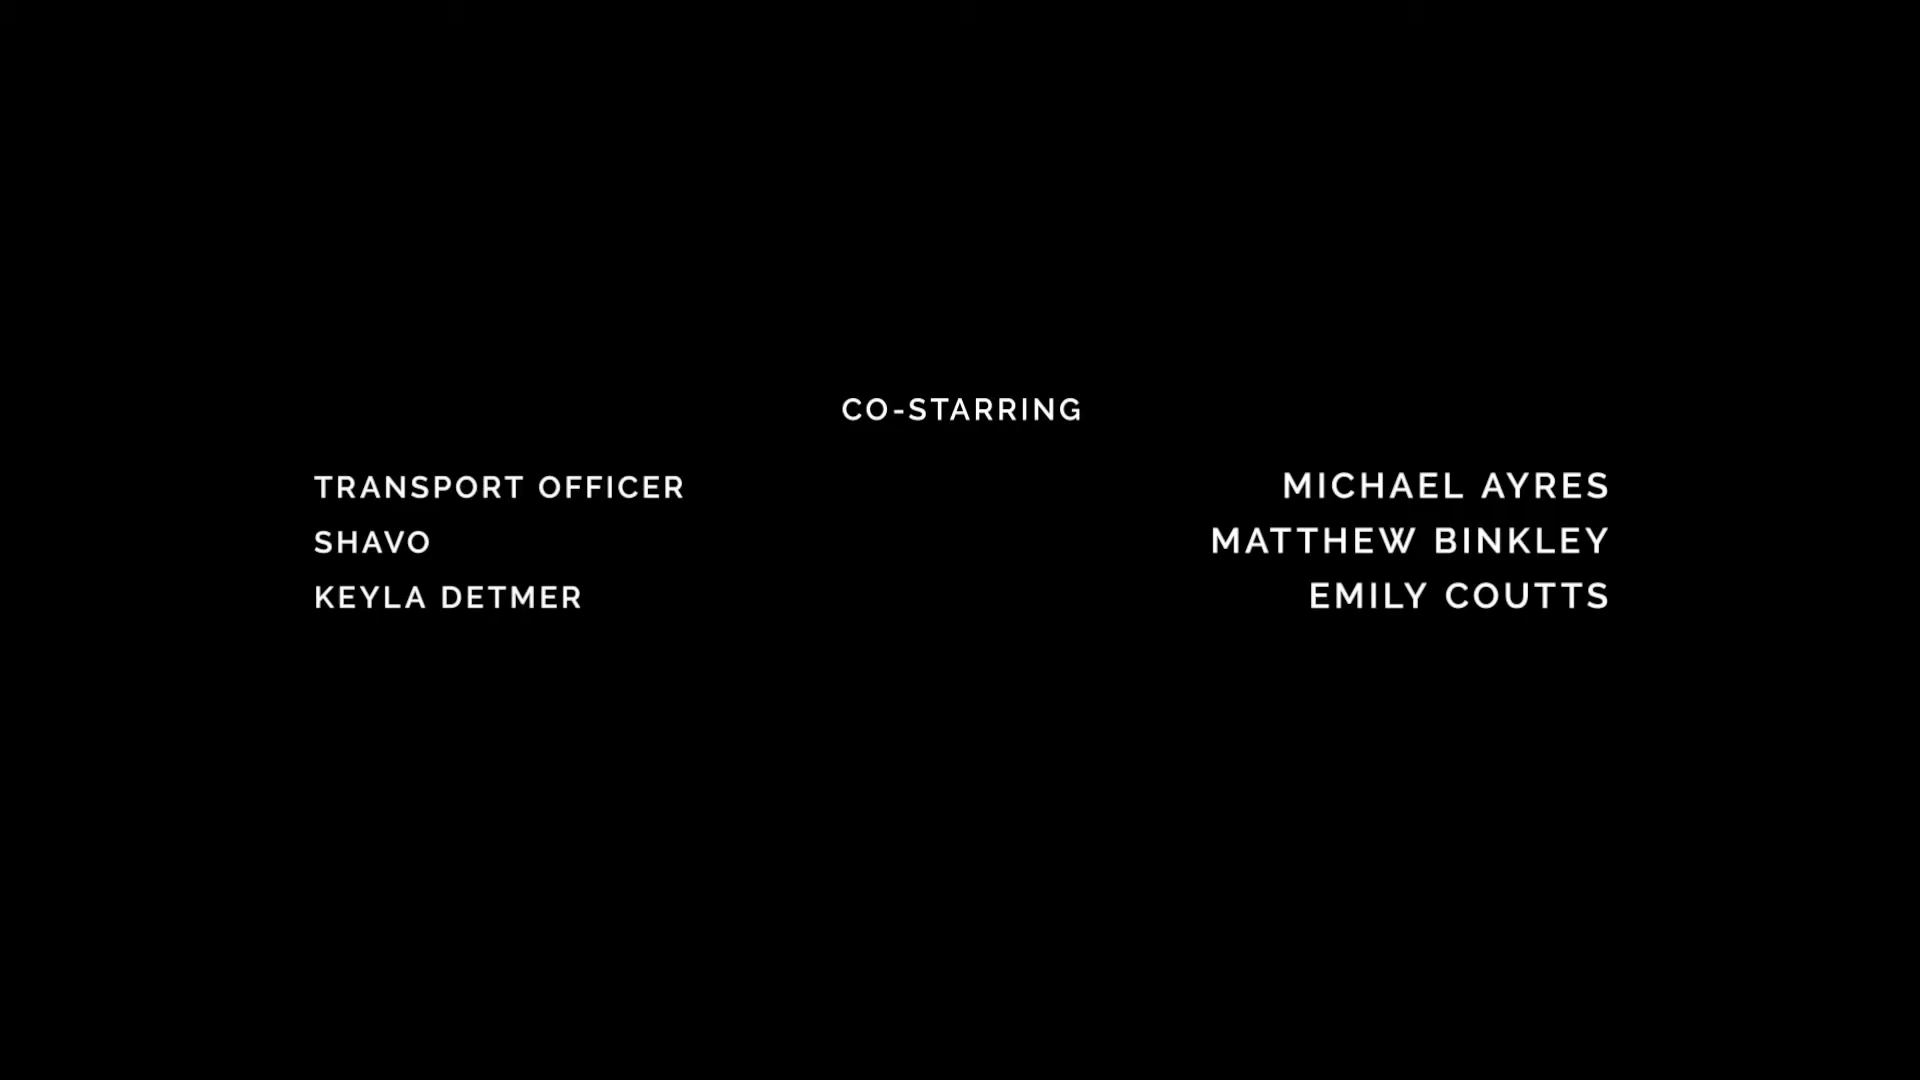 CO-STARRING
TRANSPORT OFFICER MICHAEL AYRES
SHAVO MATTHEW BINKLEY
KEYLA DETMER EMILY COUTTS